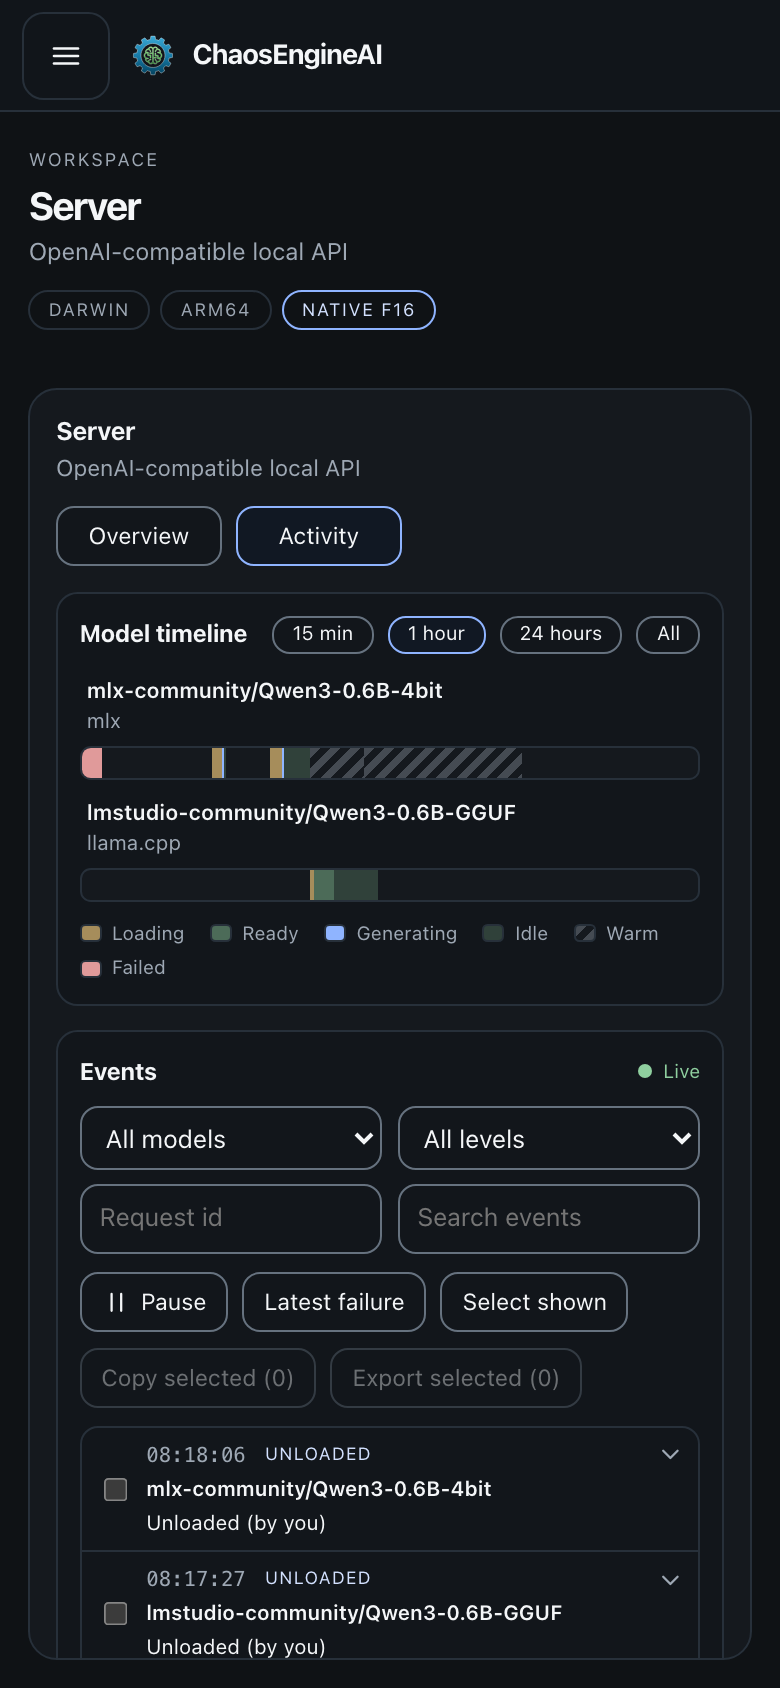 ChaosEngineAI
WORKSPACE
Server
OpenAI-compatible local API
DARWIN ARM64 NATIVE F16
Server
OpenAI-compatible local API
Overview Activity
Model timeline 15 min 1 hour 24 hours All
mlx-community/Qwen3-0.6B-4bit
mlx
lmstudio-community/Qwen3-0.6B-GGUF
llama.cpp
Loading Ready Generating Idle Warm
Failed
Events Live
All models All levels
Request id Search events
Pause Latest failure Select shown
Copy selected (0) Export selected (0)
08:18:06 UNLOADED
mlx-community/Qwen3-0.6B-4bit
Unloaded (by you)
08:17:27 UNLOADED
lmstudio-community/Qwen3-0.6B-GGUF
Unloaded (by you)